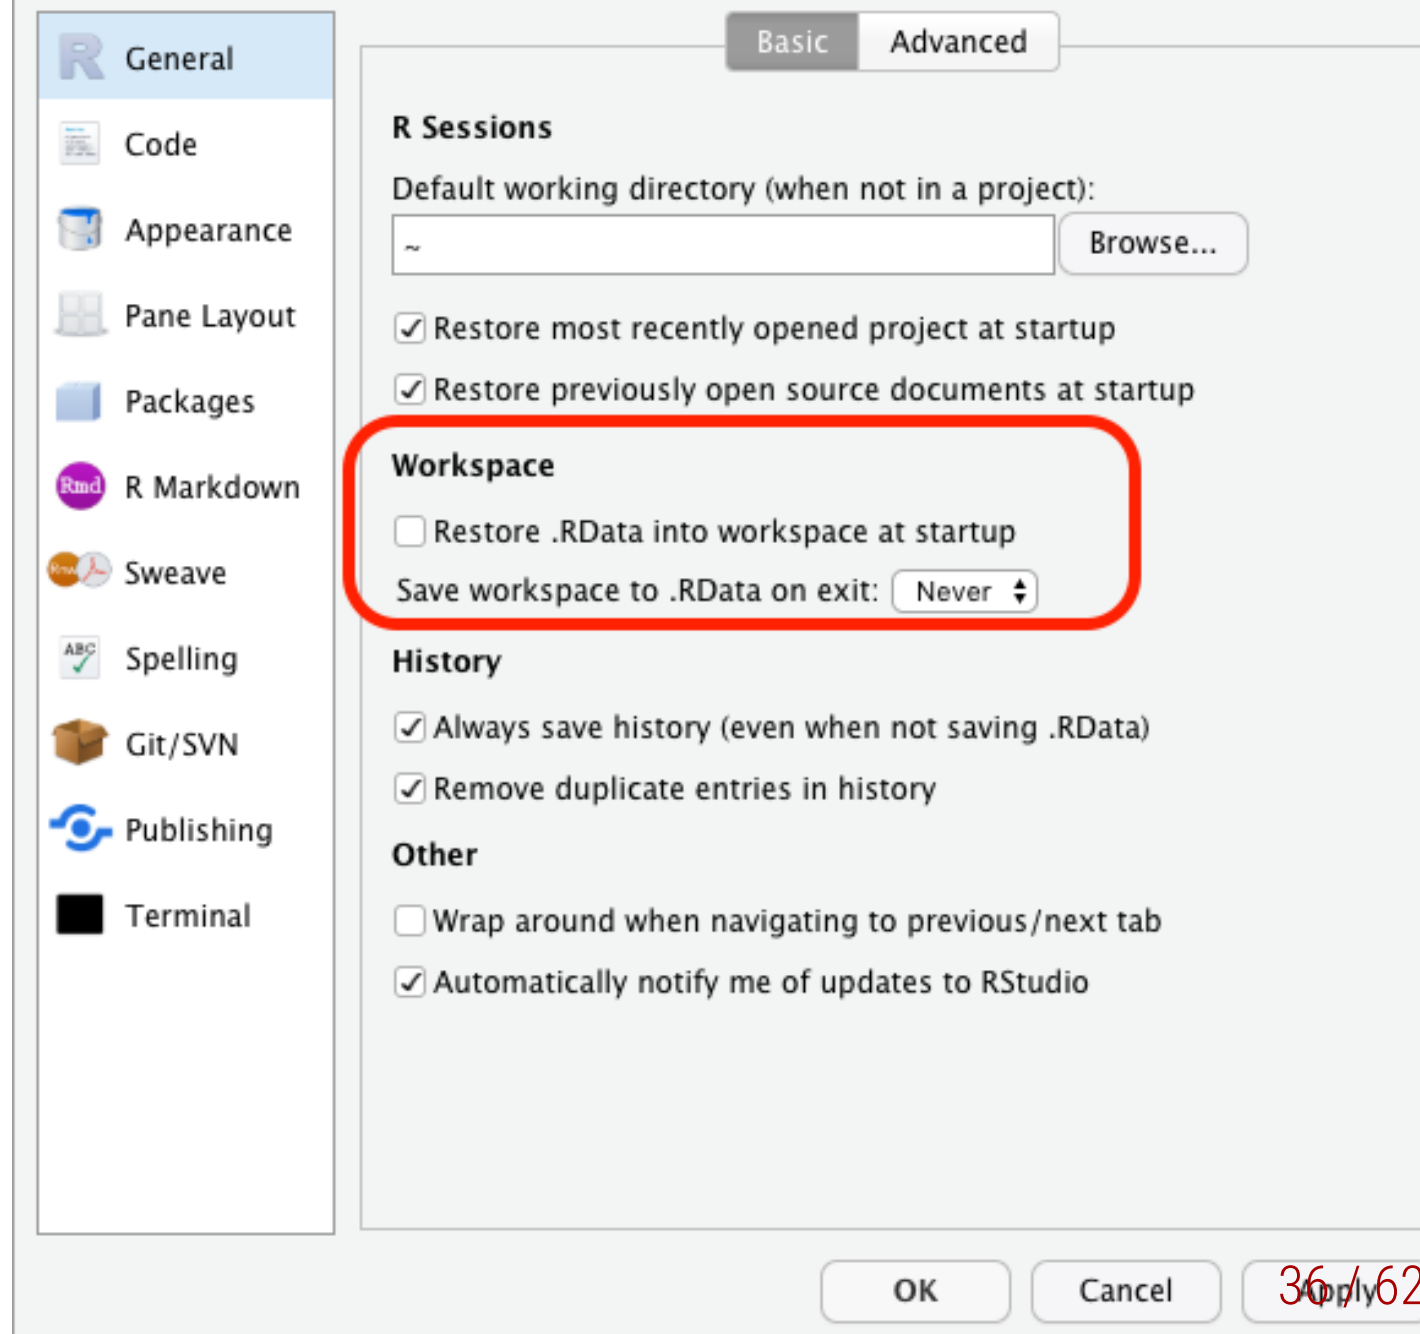 Basic Advanced
General
Code
Appearance
Pane Layout
Packages
Rmd R Markdown
Rnw Sweave
ABC Spelling
Git/SVN
Publishing
Terminal
R Sessions
Default working directory (when not in a project):
~ Browse...
Restore most recently opened project at startup
Restore previously open source documents at startup
Workspace
Restore .RData into workspace at startup
Save workspace to .RData on exit: Never
History
Always save history (even when not saving .RData)
Remove duplicate entries in history
Other
Wrap around when navigating to previous/next tab
Automatically notify me of updates to RStudio
OK Cancel Apply
36 / 62